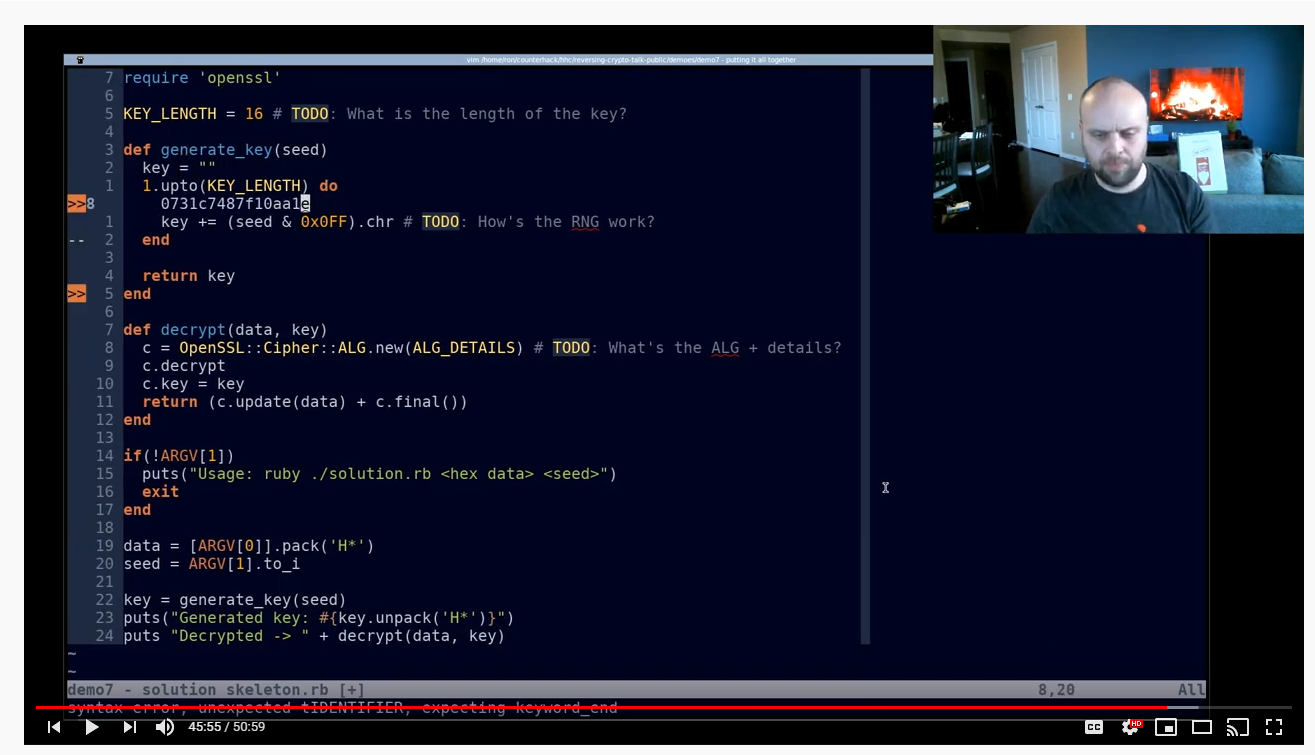 vim /home/ron/counterhack/hhc/reversing-crypto-talk-public/demoes/demo7 - putting it all together
7 require 'openssl'
6
5 KEY_LENGTH = 16 # TODO: What is the length of the key?
4
3 def generate_key(seed)
2   key = ""
1   1.upto(KEY_LENGTH) do
>>8     0731c7487f10aa1e
1     key += (seed & 0x0FF).chr # TODO: How's the RNG work?
-- 2   end
3
4   return key
>> 5 end
6
7 def decrypt(data, key)
8   c = OpenSSL::Cipher::ALG.new(ALG_DETAILS) # TODO: What's the ALG + details?
9   c.decrypt
10   c.key = key
11   return (c.update(data) + c.final())
12 end
13
14 if(!ARGV[1])
15   puts("Usage: ruby ./solution.rb <hex data> <seed>")
16   exit
17 end
18
19 data = [ARGV[0]].pack('H*')
20 seed = ARGV[1].to_i
21
22 key = generate_key(seed)
23 puts("Generated key: #{key.unpack('H*')}")
24 puts "Decrypted -> " + decrypt(data, key)
~
~
demo7 - solution skeleton.rb [+] 8,20 All
syntax error, unexpected tIDENTIFIER, expecting keyword_end
45:55 / 50:59 CC HD